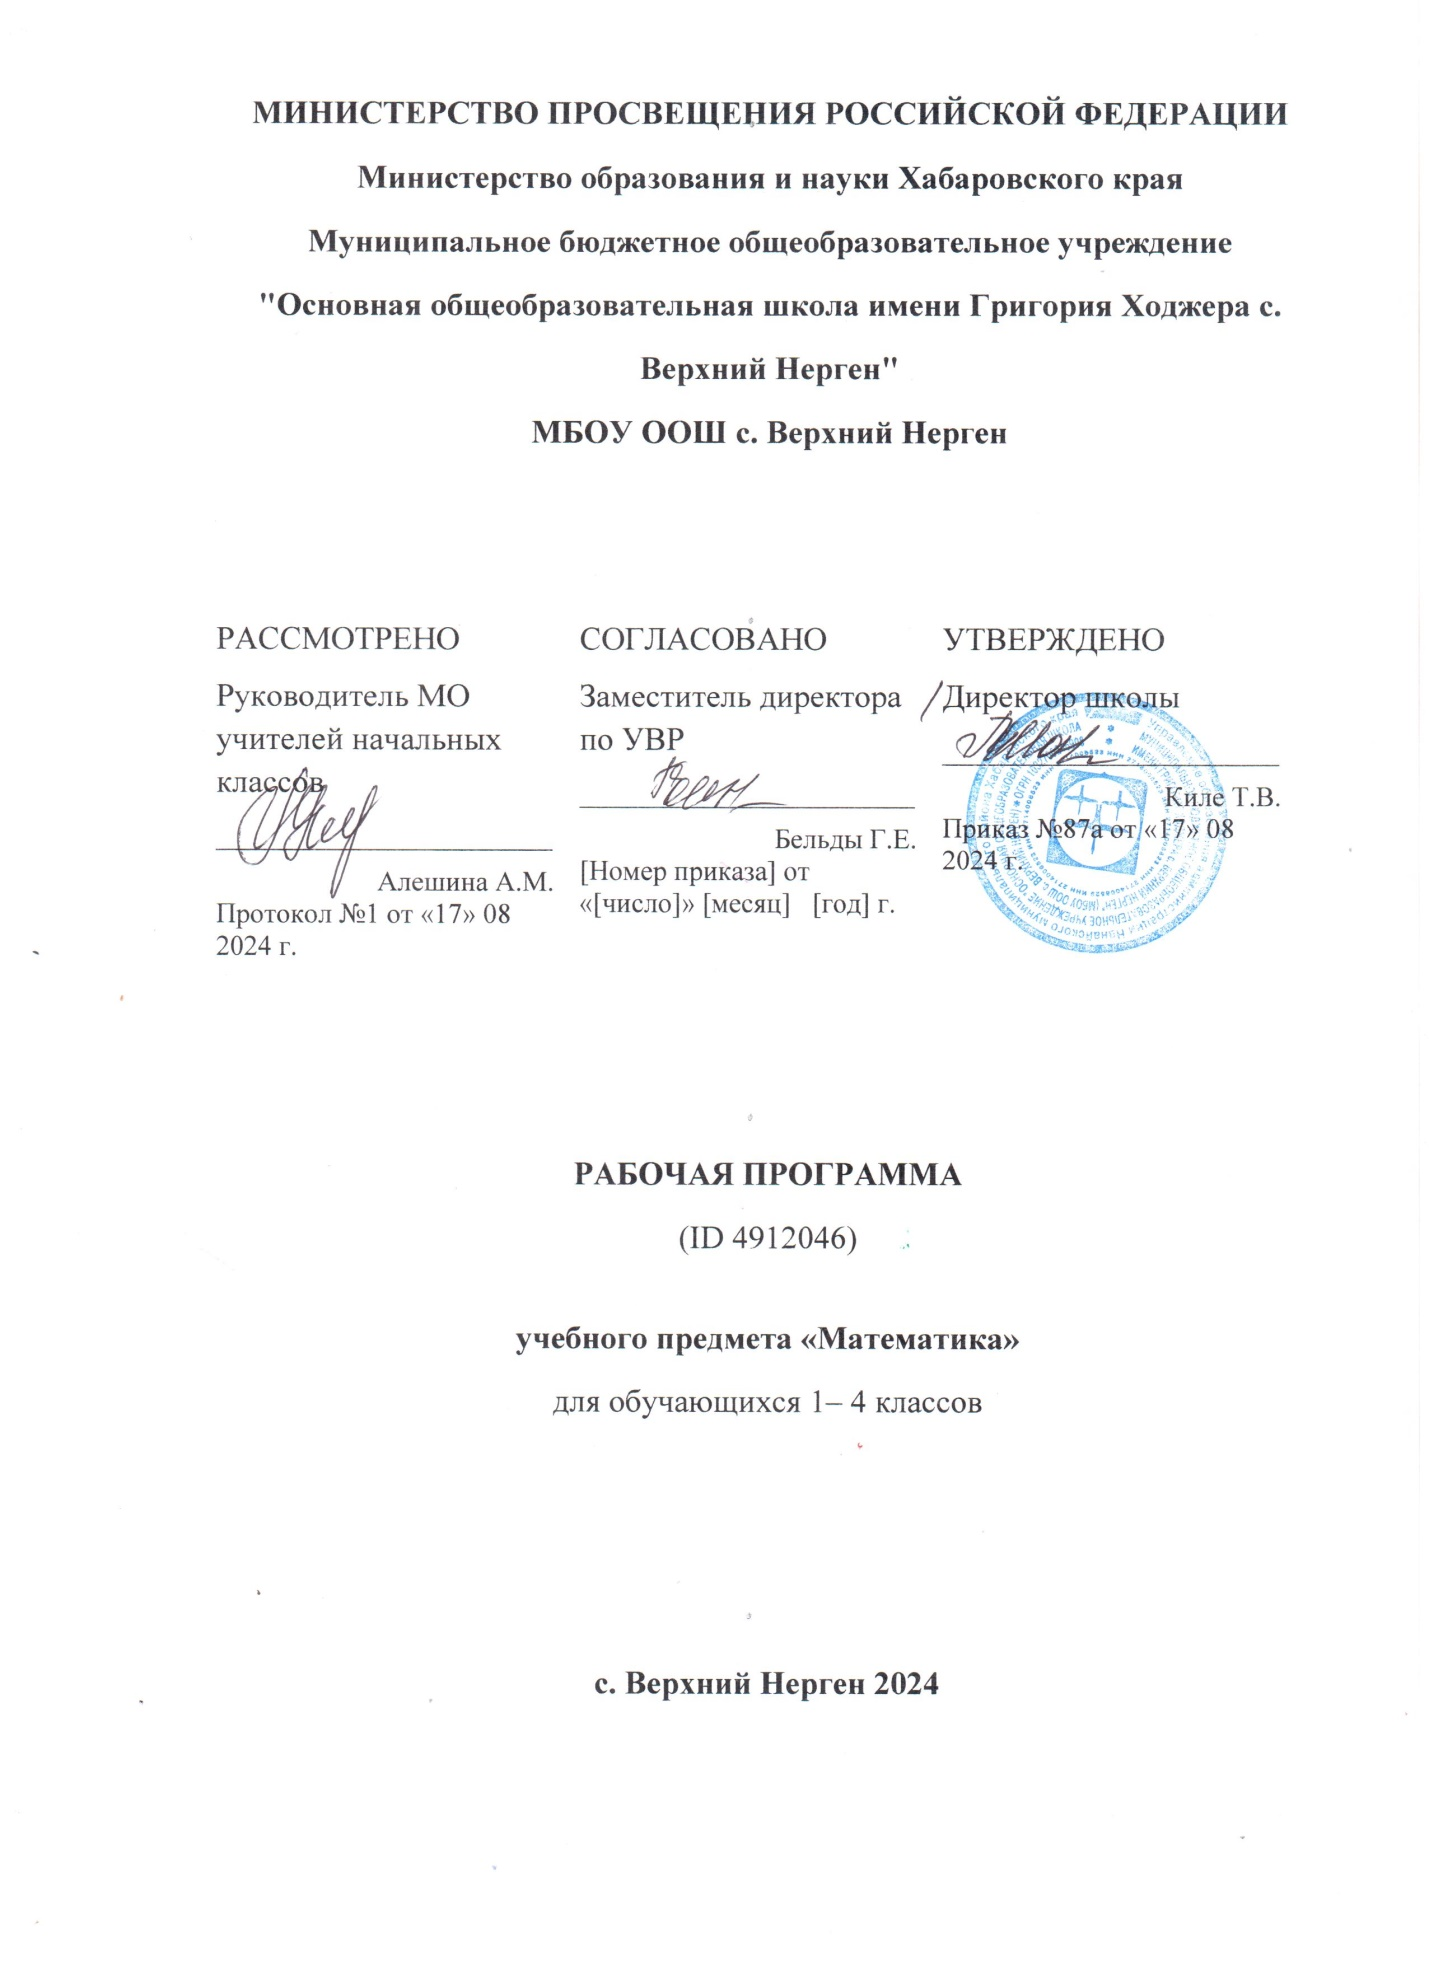 МИНИСТЕРСТВО ПРОСВЕЩЕНИЯ РОССИЙСКОЙ ФЕДЕРАЦИИ
Министерство образования и науки Хабаровского края
Муниципальное бюджетное общеобразовательное учреждение
"Основная общеобразовательная школа имени Григория Ходжера с.
Верхний Нерген"
МБОУ ООШ с. Верхний Нерген
РАССМОТРЕНО
Руководитель МО
учителей начальных
классов
Алешина А.М.
Протокол №1 от «17» 08
2024 г.
СОГЛАСОВАНО
Заместитель директора
по УВР
Бельды Г.Е.
[Номер приказа] от
«[число]» [месяц] [год] г.
УТВЕРЖДЕНО
Директор школы
Киле Т.В.
Приказ №87а от «17» 08
2024 г.
РАБОЧАЯ ПРОГРАММА
(ID 4912046)
учебного предмета «Математика»
для обучающихся 1– 4 классов
с. Верхний Нерген 2024